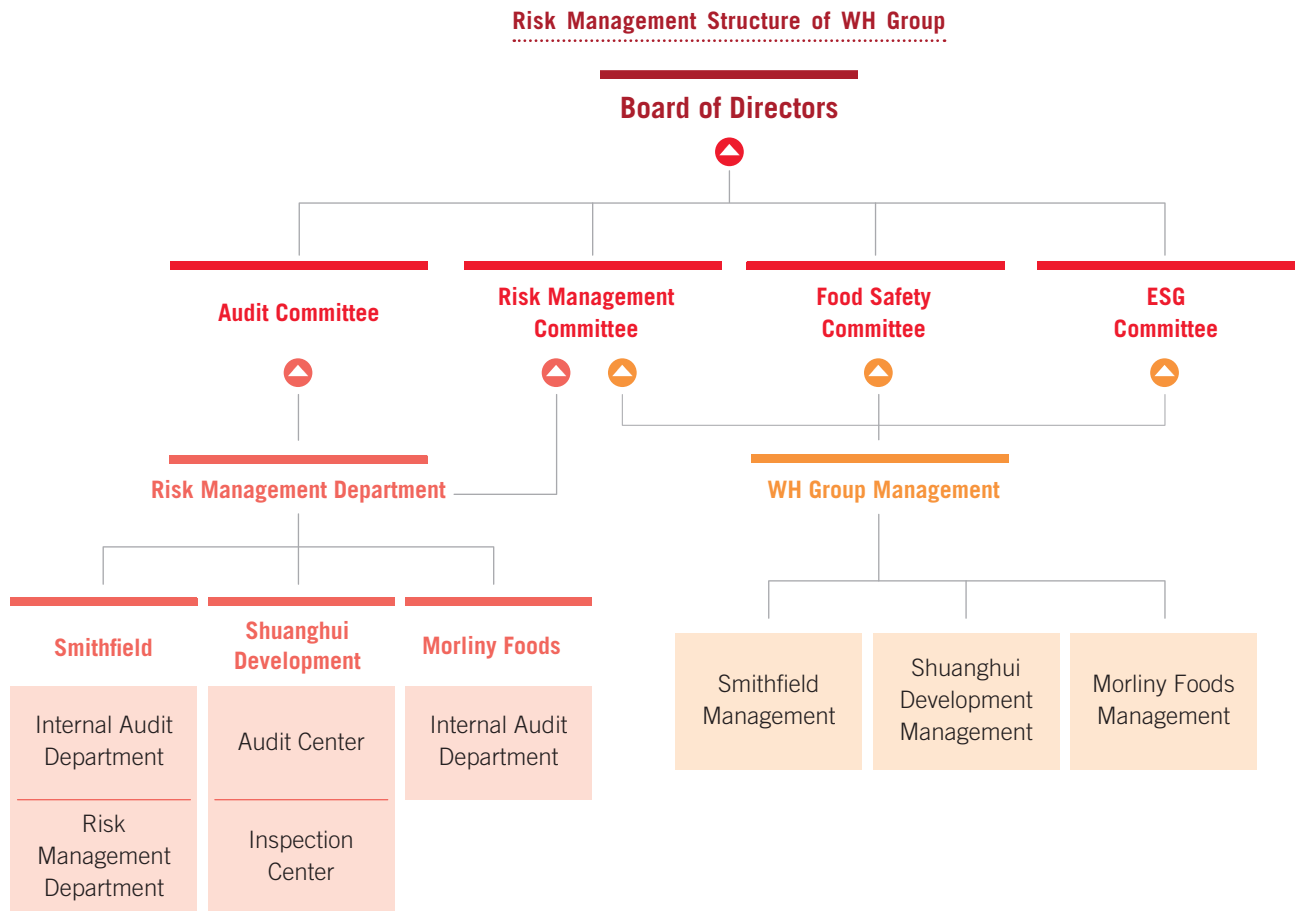 Risk Management Structure of WH Group
Board of Directors
Audit Committee
Risk Management
Committee
Food Safety
Committee
ESG
Committee
Risk Management Department
WH Group Management
Smithfield
Shuanghui
Development
Morliny Foods
Internal Audit
Department
Risk
Management
Department
Audit Center
Inspection
Center
Internal Audit
Department
Smithfield
Management
Shuanghui
Development
Management
Morliny Foods
Management